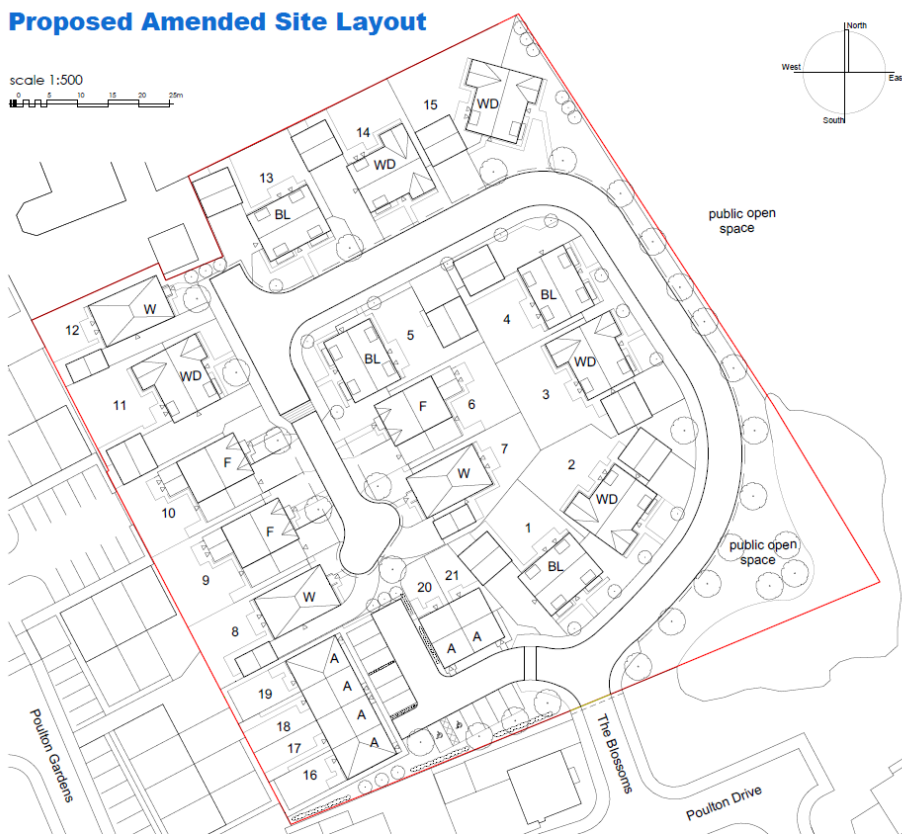 Proposed Amended Site Layout
scale 1:500
0 5 10 15 20 25m
North
West
East
South
15
WD
14
WD
13
BL
public open
space
12
W
BL
4
5
BL
WD
WD
11
3
F
6
F
7
W
2
10
WD
F
1
9
BL
public open
space
W
20
21
8
A
A
A
19
A
18
A
17
A
16
Poulton Gardens
The Blossoms
Poulton Drive